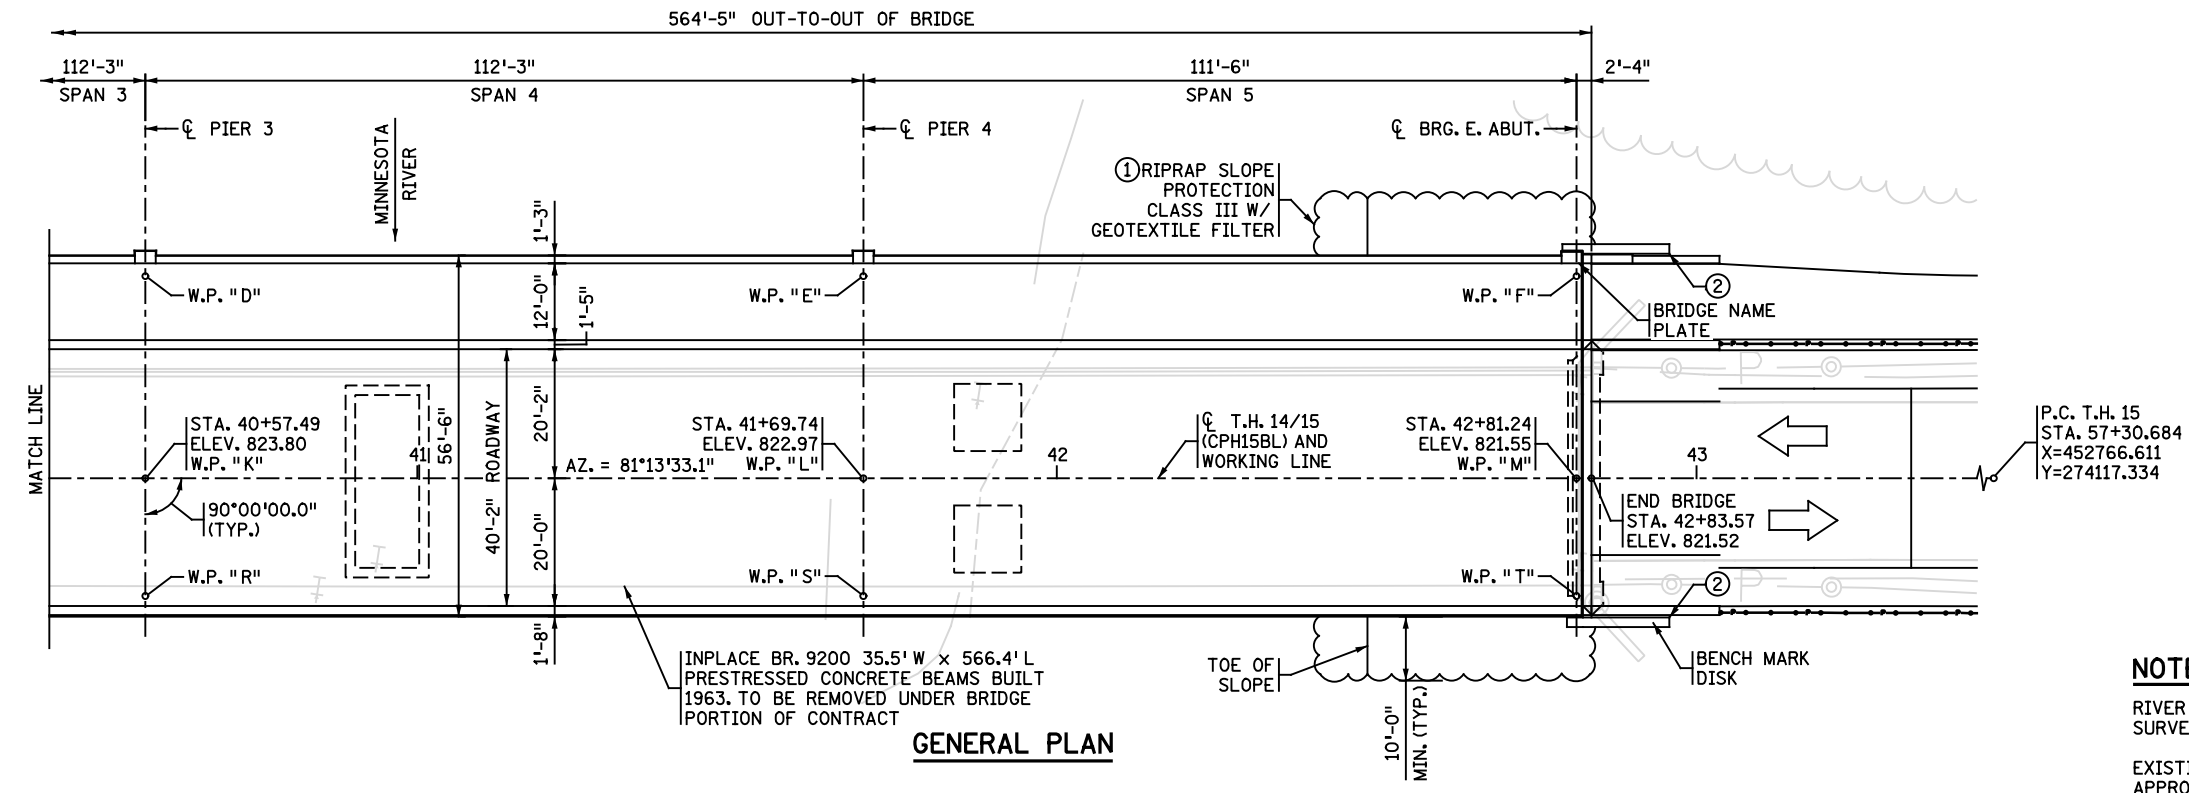 564'-5" OUT-TO-OUT OF BRIDGE
112'-3"
SPAN 3
112'-3"
SPAN 4
111'-6"
SPAN 5
2'-4"
℄ PIER 3
℄ PIER 4
℄ BRG. E. ABUT.
MINNESOTA
RIVER
1'-3"
12'-0"
1'-5"
① RIPRAP SLOPE
PROTECTION
CLASS III W/
GEOTEXTILE FILTER
W.P. "D"
W.P. "E"
W.P. "F"
②
BRIDGE NAME
PLATE
MATCH LINE
STA. 40+57.49
ELEV. 823.80
W.P. "K"
41
56'-6"
40'-2" ROADWAY
20'-2"
20'-0"
AZ. = 81°13'33.1"
STA. 41+69.74
ELEV. 822.97
W.P. "L"
42
℄ T.H. 14/15
(CPH15BL) AND
WORKING LINE
STA. 42+81.24
ELEV. 821.55
W.P. "M"
43
P
P.C. T.H. 15
STA. 57+30.684
X=452766.611
Y=274117.334
90°00'00.0"
(TYP.)
END BRIDGE
STA. 42+83.57
ELEV. 821.52
W.P. "R"
W.P. "S"
W.P. "T"
P
②
1'-8"
INPLACE BR. 9200 35.5' W × 566.4' L
PRESTRESSED CONCRETE BEAMS BUILT
1963. TO BE REMOVED UNDER BRIDGE
PORTION OF CONTRACT
TOE OF
SLOPE
10'-0"
MIN. (TYP.)
BENCH MARK
DISK
GENERAL PLAN
NOTE
RIVER
SURVE
EXISTI
APPRO